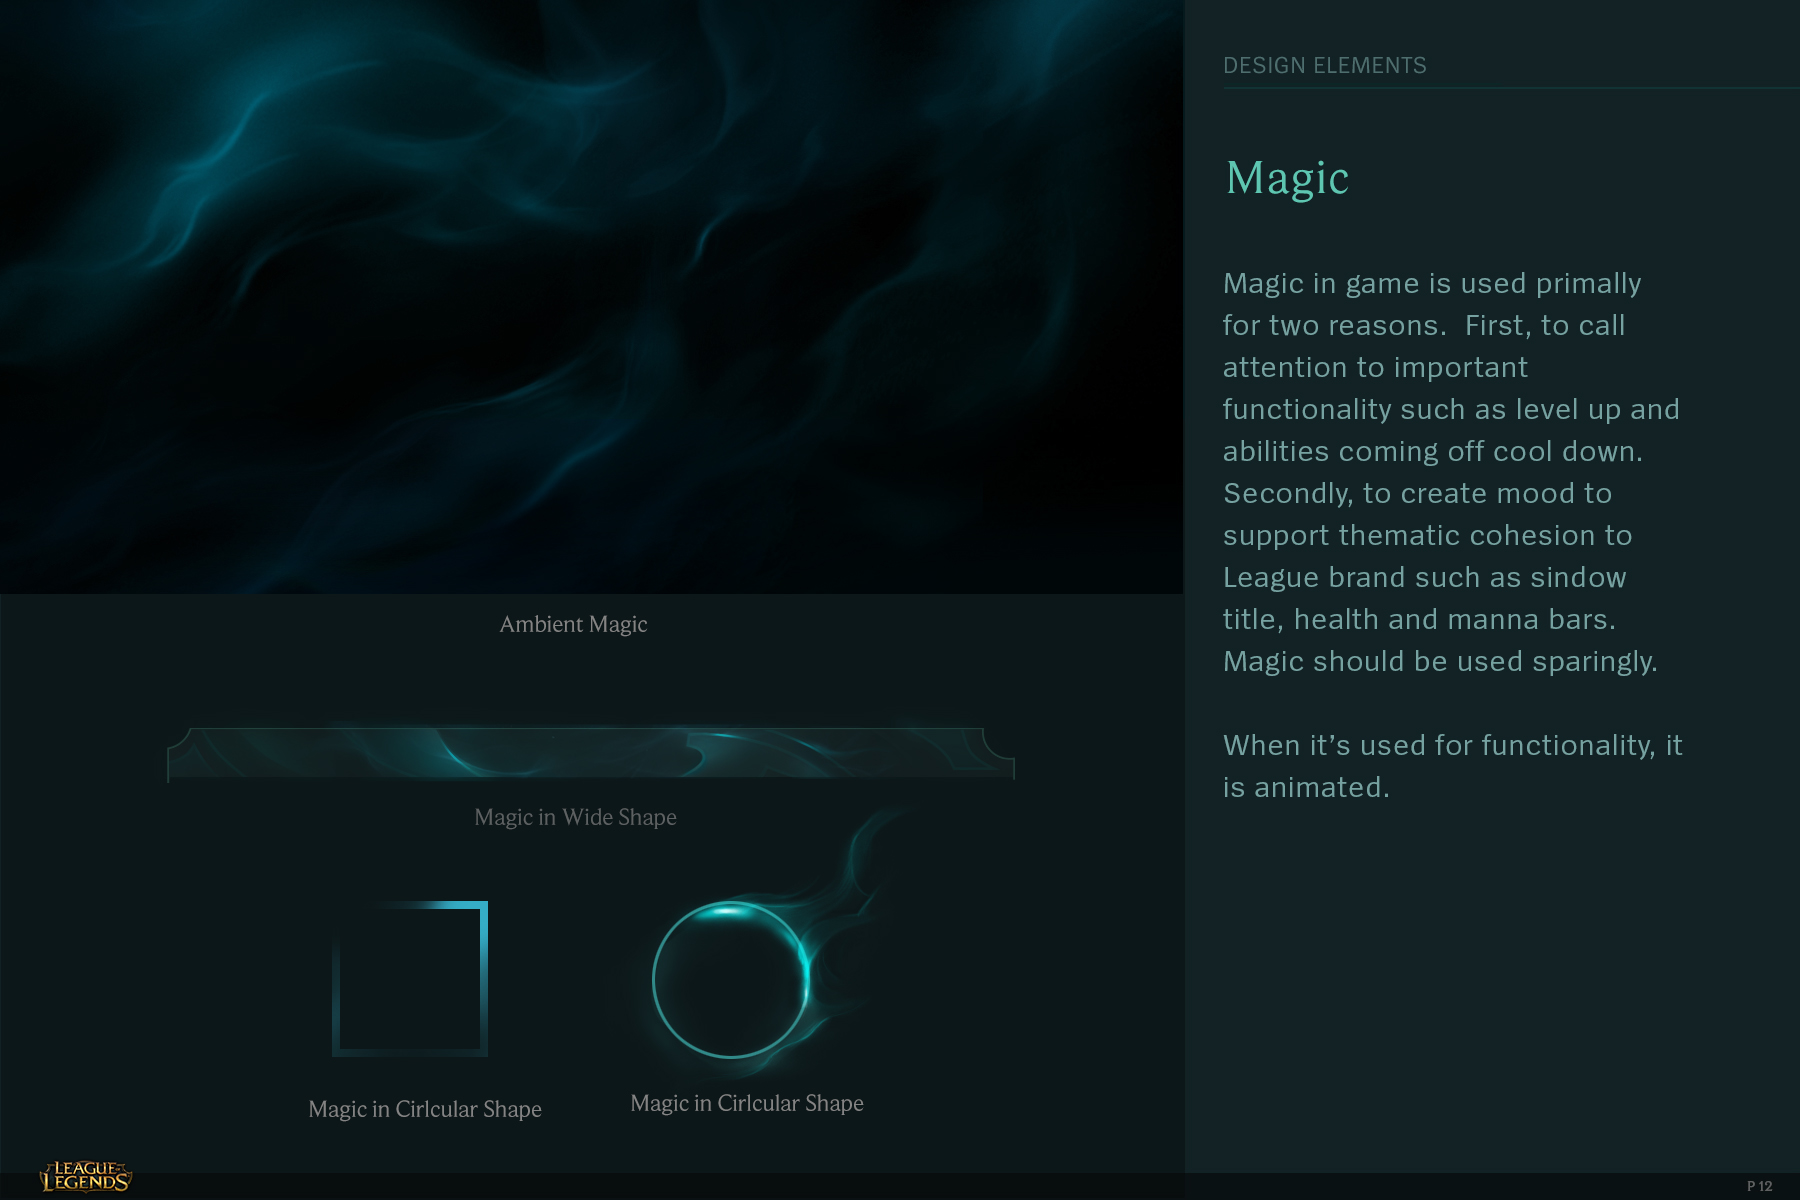 DESIGN ELEMENTS
Magic
Magic in game is used primally
for two reasons.  First, to call
attention to important
functionality such as level up and
abilities coming off cool down.
Secondly, to create mood to
support thematic cohesion to
League brand such as sindow
title, health and manna bars.
Magic should be used sparingly.
When it's used for functionality, it
is animated.
Ambient Magic
Magic in Wide Shape
Magic in Cirlcular Shape
Magic in Cirlcular Shape
LEAGUE OF
LEGENDS
P 12